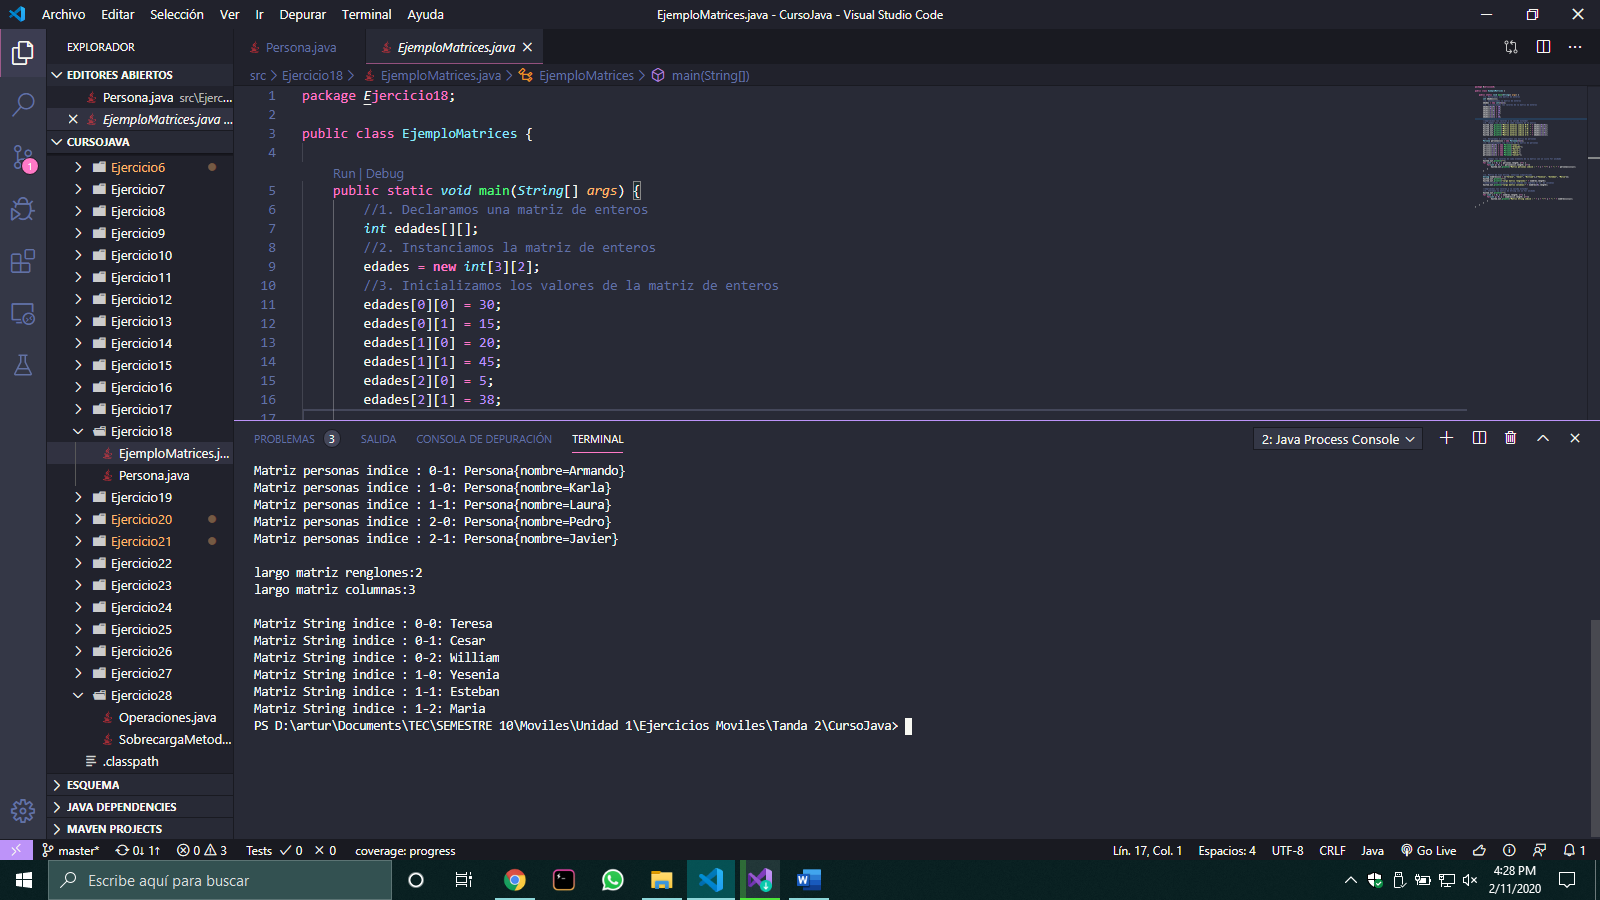 Archivo Editar Selección Ver Ir Depurar Terminal Ayuda
EjemploMatrices.java - CursoJava - Visual Studio Code
EXPLORADOR
EDITORES ABIERTOS
Persona.java src\Ejerc...
EjemploMatrices.java ...
CURSOJAVA
Ejercicio6
Ejercicio7
Ejercicio8
Ejercicio9
Ejercicio10
Ejercicio11
Ejercicio12
Ejercicio13
Ejercicio14
Ejercicio15
Ejercicio16
Ejercicio17
Ejercicio18
EjemploMatrices.j...
Persona.java
Ejercicio19
Ejercicio20
Ejercicio21
Ejercicio22
Ejercicio23
Ejercicio24
Ejercicio25
Ejercicio26
Ejercicio27
Ejercicio28
Operaciones.java
SobrecargaMetod...
.classpath
ESQUEMA
JAVA DEPENDENCIES
MAVEN PROJECTS
1
Persona.java EjemploMatrices.java
src > Ejercicio18 > EjemploMatrices.java > EjemploMatrices > main(String[])
1 package Ejercicio18;
2
3 public class EjemploMatrices {
4
Run | Debug
5 public static void main(String[] args) {
6 //1. Declaramos una matriz de enteros
7 int edades[][];
8 //2. Instanciamos la matriz de enteros
9 edades = new int[3][2];
10 //3. Inicializamos los valores de la matriz de enteros
11 edades[0][0] = 30;
12 edades[0][1] = 15;
13 edades[1][0] = 20;
14 edades[1][1] = 45;
15 edades[2][0] = 5;
16 edades[2][1] = 38;
17
PROBLEMAS 3 SALIDA CONSOLA DE DEPURACIÓN TERMINAL
2: Java Process Console
Matriz personas indice : 0-1: Persona{nombre=Armando}
Matriz personas indice : 1-0: Persona{nombre=Karla}
Matriz personas indice : 1-1: Persona{nombre=Laura}
Matriz personas indice : 2-0: Persona{nombre=Pedro}
Matriz personas indice : 2-1: Persona{nombre=Javier}
largo matriz renglones:2
largo matriz columnas:3
Matriz String indice : 0-0: Teresa
Matriz String indice : 0-1: Cesar
Matriz String indice : 0-2: William
Matriz String indice : 1-0: Yesenia
Matriz String indice : 1-1: Esteban
Matriz String indice : 1-2: Maria
PS D:\artur\Documents\TEC\SEMESTRE 10\Moviles\Unidad 1\Ejercicios Moviles\Tanda 2\CursoJava>
master* 0↓ 1↑ 0 3 Tests 0 0 coverage: progress
Lín. 17, Col. 1 Espacios: 4 UTF-8 CRLF Java Go Live 1
Escribe aquí para buscar
4:28 PM
2/11/2020